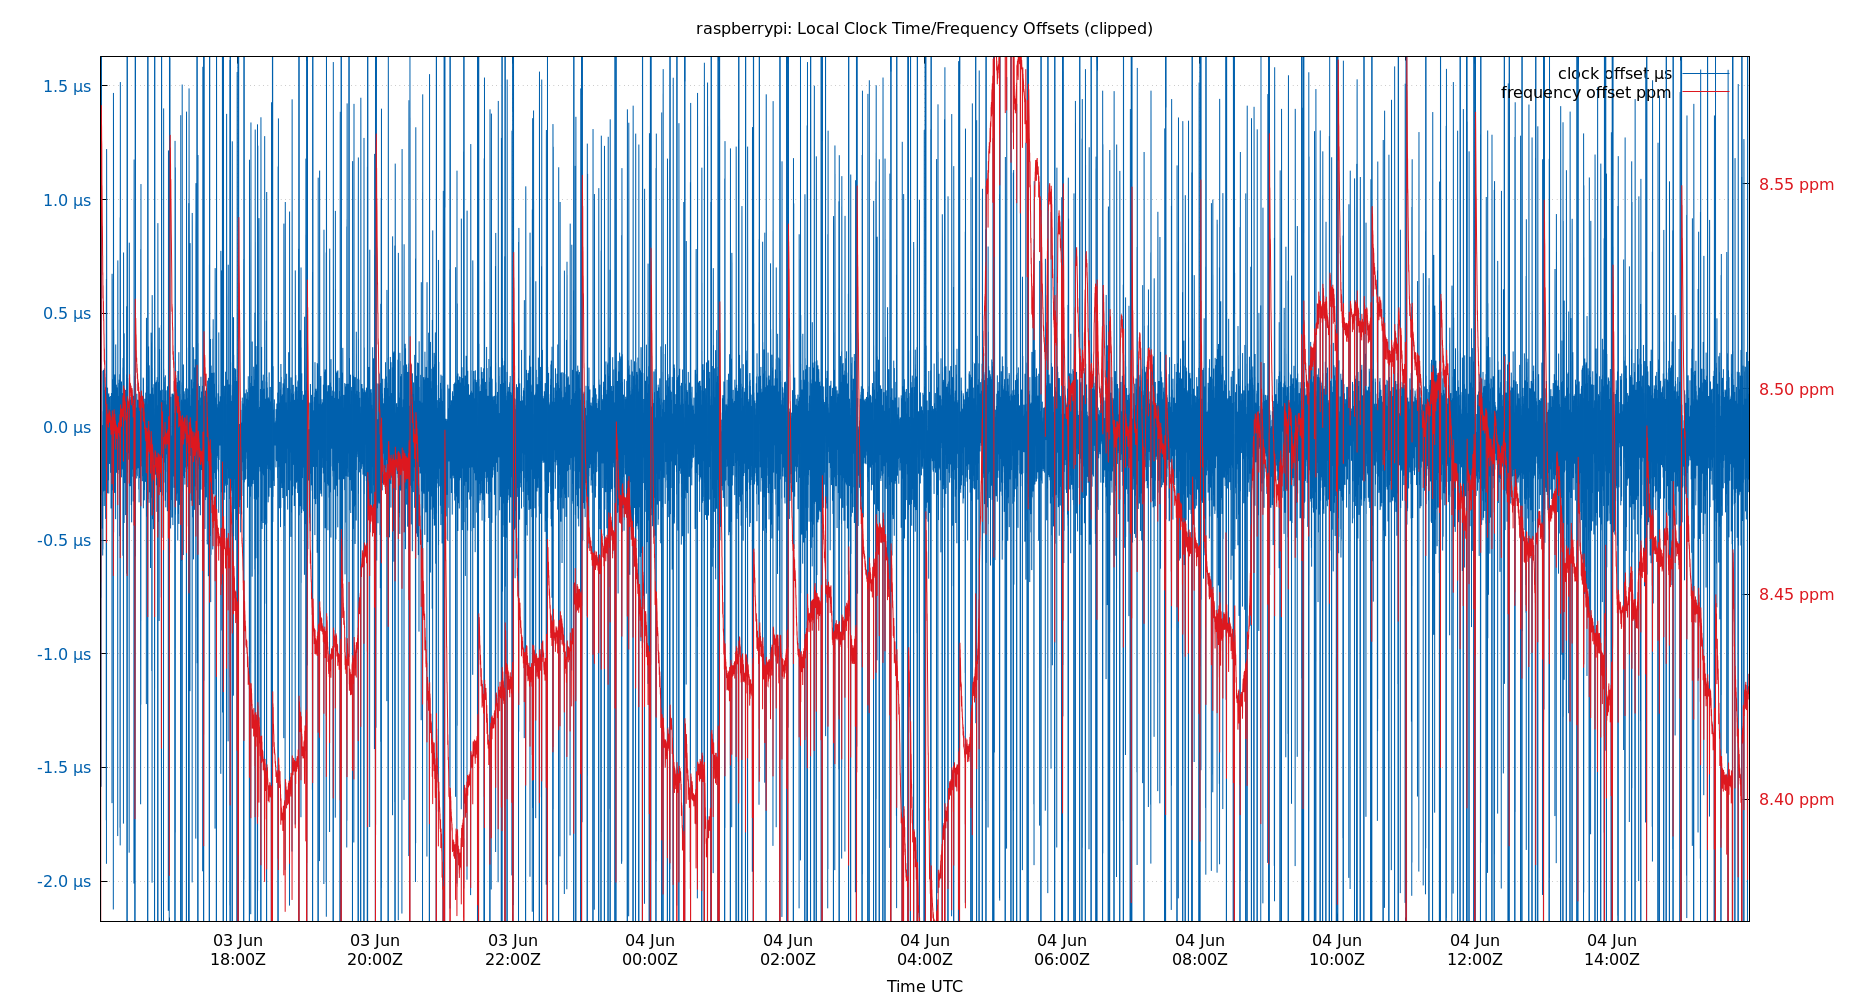 raspberrypi: Local Clock Time/Frequency Offsets (clipped)
clock offset µs
frequency offset ppm
1.5 µs
1.0 µs
0.5 µs
0.0 µs
-0.5 µs
-1.0 µs
-1.5 µs
-2.0 µs
8.55 ppm
8.50 ppm
8.45 ppm
8.40 ppm
03 Jun 03 Jun 03 Jun 04 Jun 04 Jun 04 Jun 04 Jun 04 Jun 04 Jun 04 Jun 04 Jun
18:00Z 20:00Z 22:00Z 00:00Z 02:00Z 04:00Z 06:00Z 08:00Z 10:00Z 12:00Z 14:00Z
Time UTC